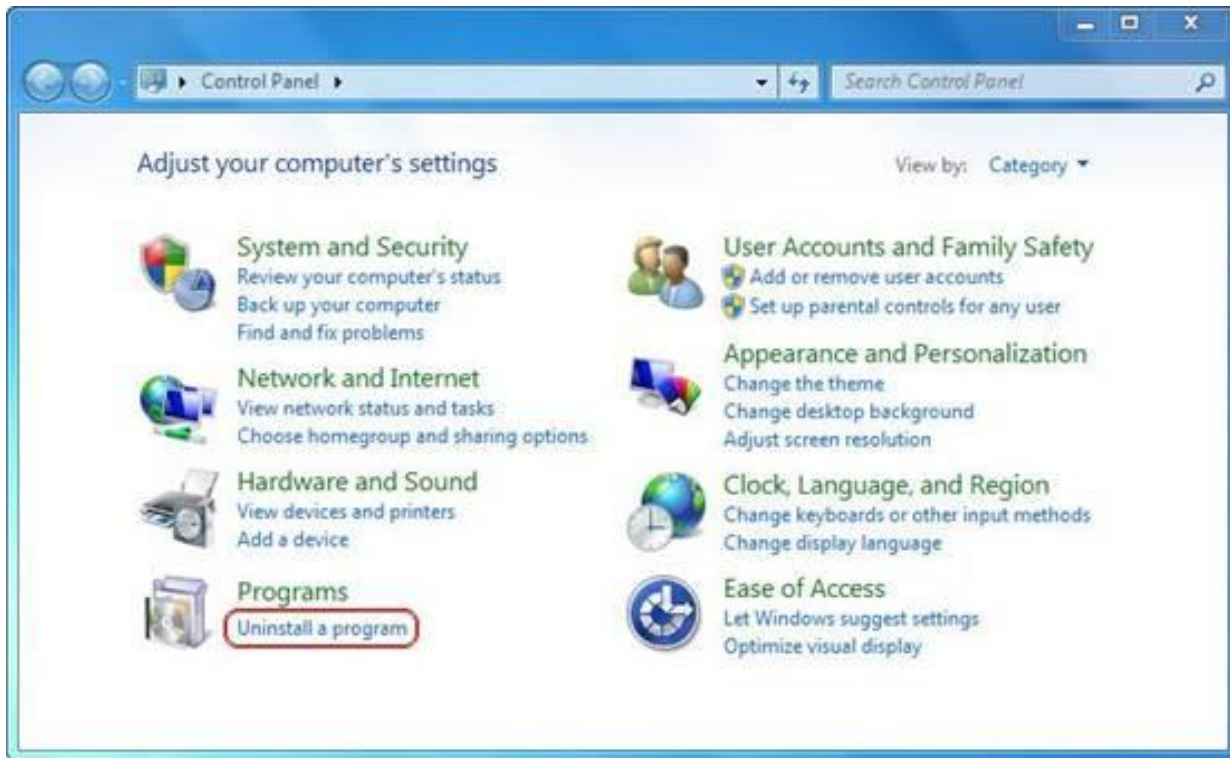 Control Panel
Search Control Panel
Adjust your computer's settings
View by: Category
System and Security
Review your computer's status
Back up your computer
Find and fix problems
Network and Internet
View network status and tasks
Choose homegroup and sharing options
Hardware and Sound
View devices and printers
Add a device
Programs
Uninstall a program
User Accounts and Family Safety
Add or remove user accounts
Set up parental controls for any user
Appearance and Personalization
Change the theme
Change desktop background
Adjust screen resolution
Clock, Language, and Region
Change keyboards or other input methods
Change display language
Ease of Access
Let Windows suggest settings
Optimize visual display